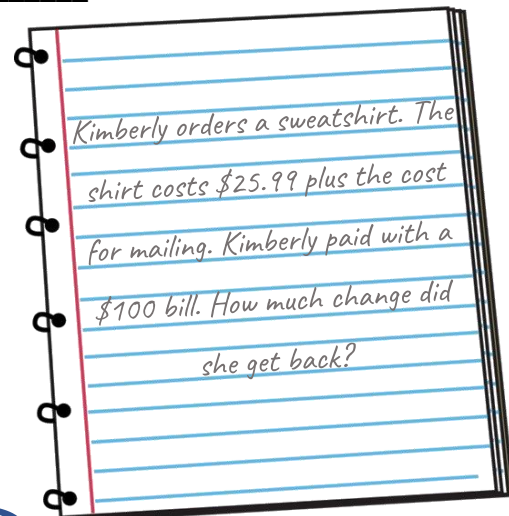 Kimberly orders a sweatshirt. The
shirt costs $25.99 plus the cost
for mailing. Kimberly paid with a
$100 bill. How much change did
she get back?